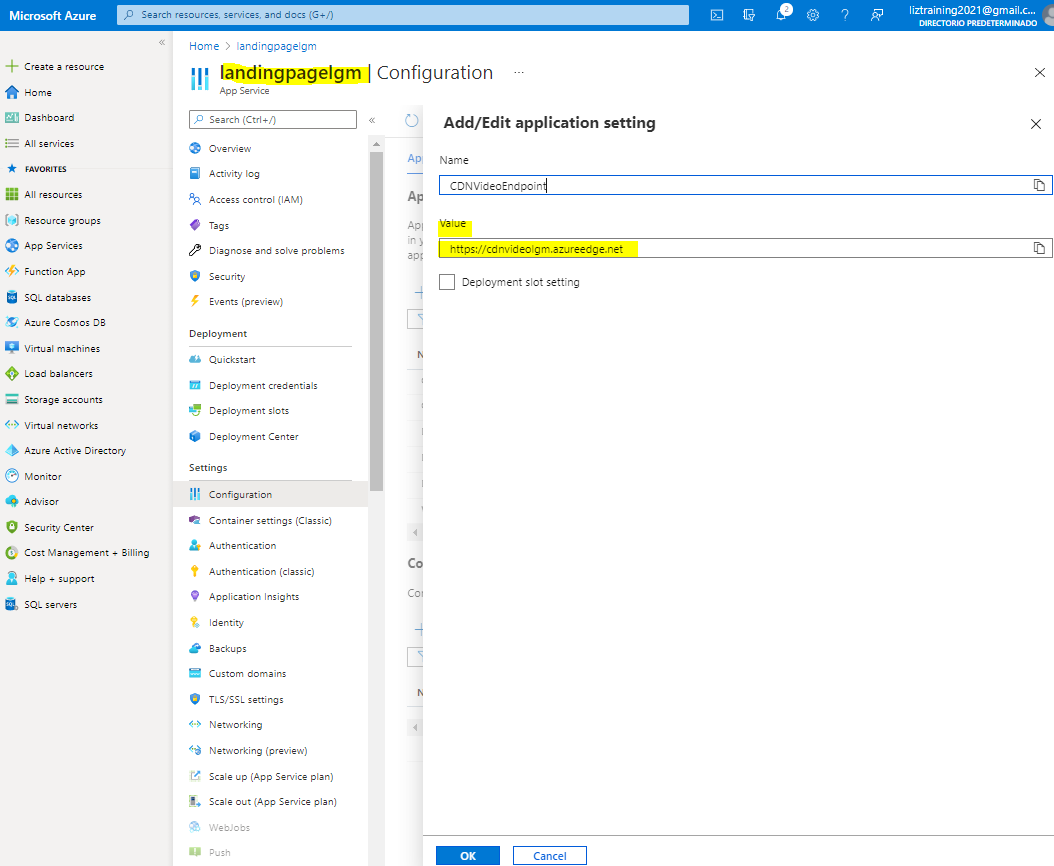 Microsoft Azure
Search resources, services, and docs (G+/)
2
liztraining2021@gmail.c...
DIRECTORIO PREDETERMINADO
Create a resource
Home
Dashboard
All services
FAVORITES
All resources
Resource groups
App Services
Function App
SQL databases
Azure Cosmos DB
Virtual machines
Load balancers
Storage accounts
Virtual networks
Azure Active Directory
Monitor
Advisor
Security Center
Cost Management + Billing
Help + support
SQL servers
Home > landingpagelgm
landingpagelgm | Configuration ...
App Service
Search (Ctrl+/)
Overview
Activity log
Access control (IAM)
Tags
Diagnose and solve problems
Security
Events (preview)
Deployment
Quickstart
Deployment credentials
Deployment slots
Deployment Center
Settings
Configuration
Container settings (Classic)
Authentication
Authentication (classic)
Application Insights
Identity
Backups
Custom domains
TLS/SSL settings
Networking
Networking (preview)
Scale up (App Service plan)
Scale out (App Service plan)
WebJobs
Push
Add/Edit application setting
Name
CDNVideoEndpoint
Value
https://cdnvideolgm.azureedge.net
Deployment slot setting
OK
Cancel